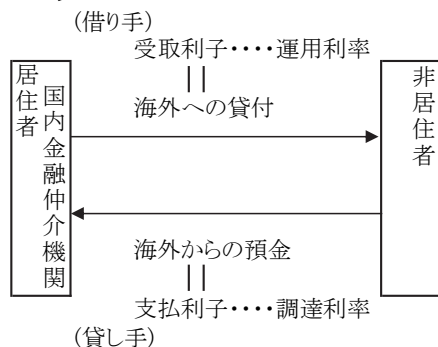 (借り手)
受取利子・・・・運用利率
海外への貸付
居住者
国内金融仲介機関
非居住者
海外からの預金
支払利子・・・・調達利率
(貸し手)